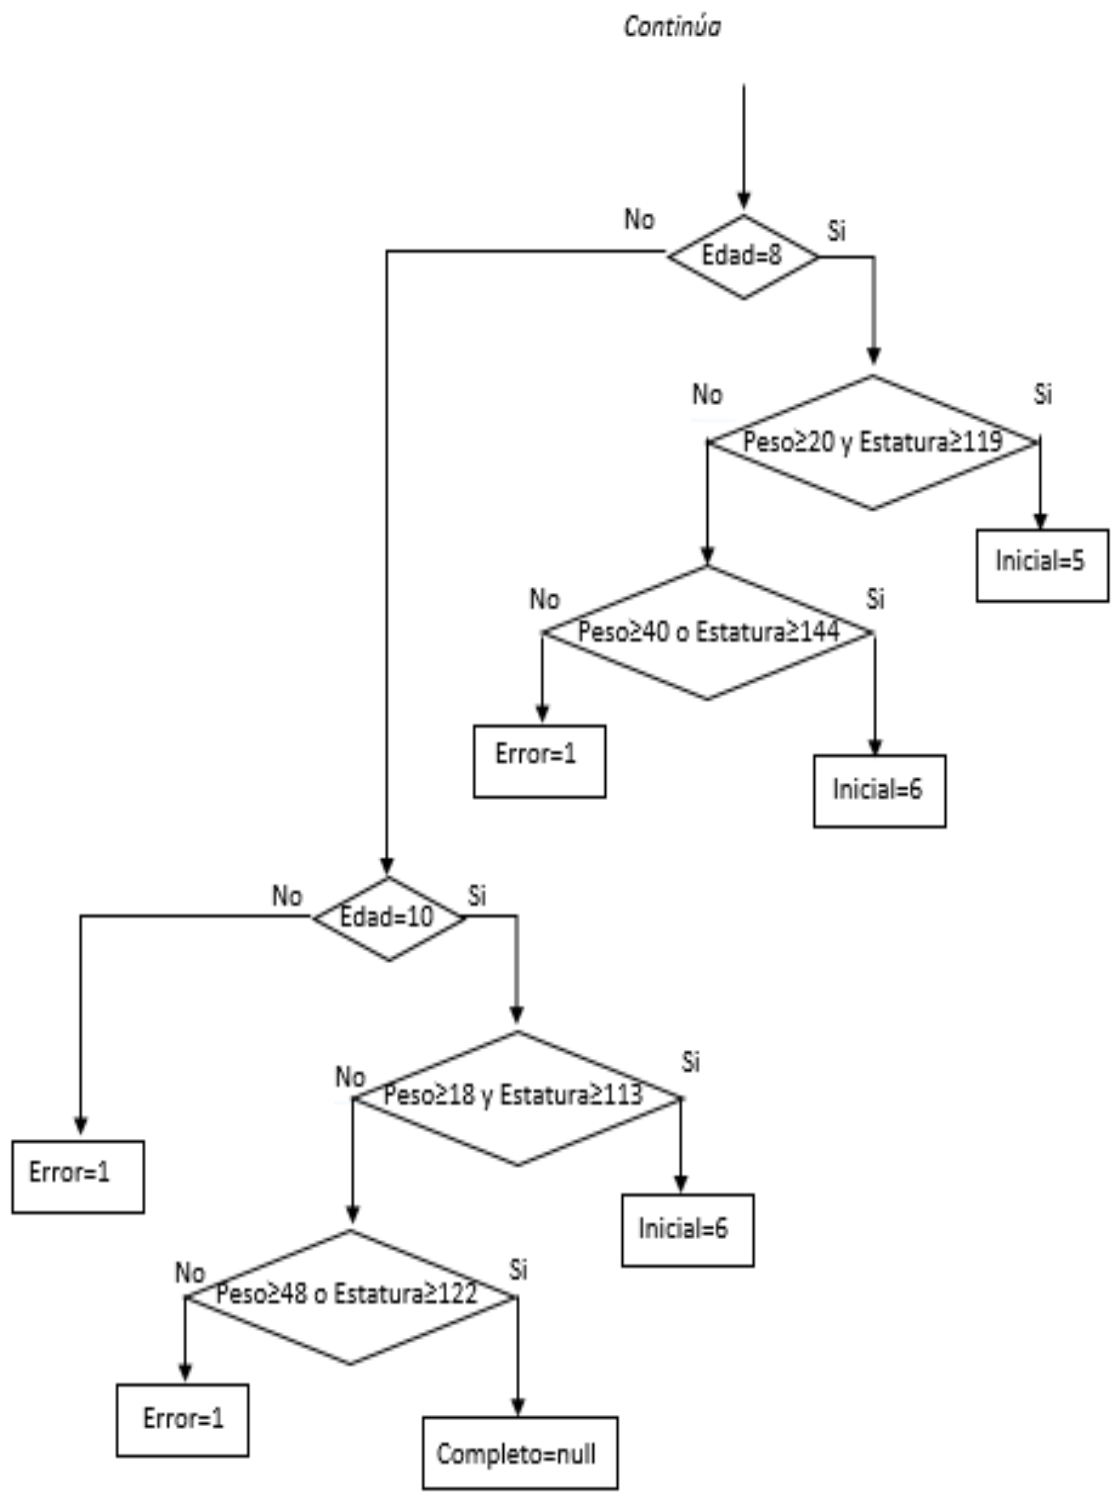 Continúa
No
Si
Edad=8
No
Si
Peso≥20 y Estatura≥119
Inicial=5
No
Si
Peso≥40 o Estatura≥144
Error=1
Inicial=6
No
Si
Edad=10
No
Si
Peso≥18 y Estatura≥113
Error=1
Inicial=6
No
Si
Peso≥48 o Estatura≥122
Error=1
Completo=null